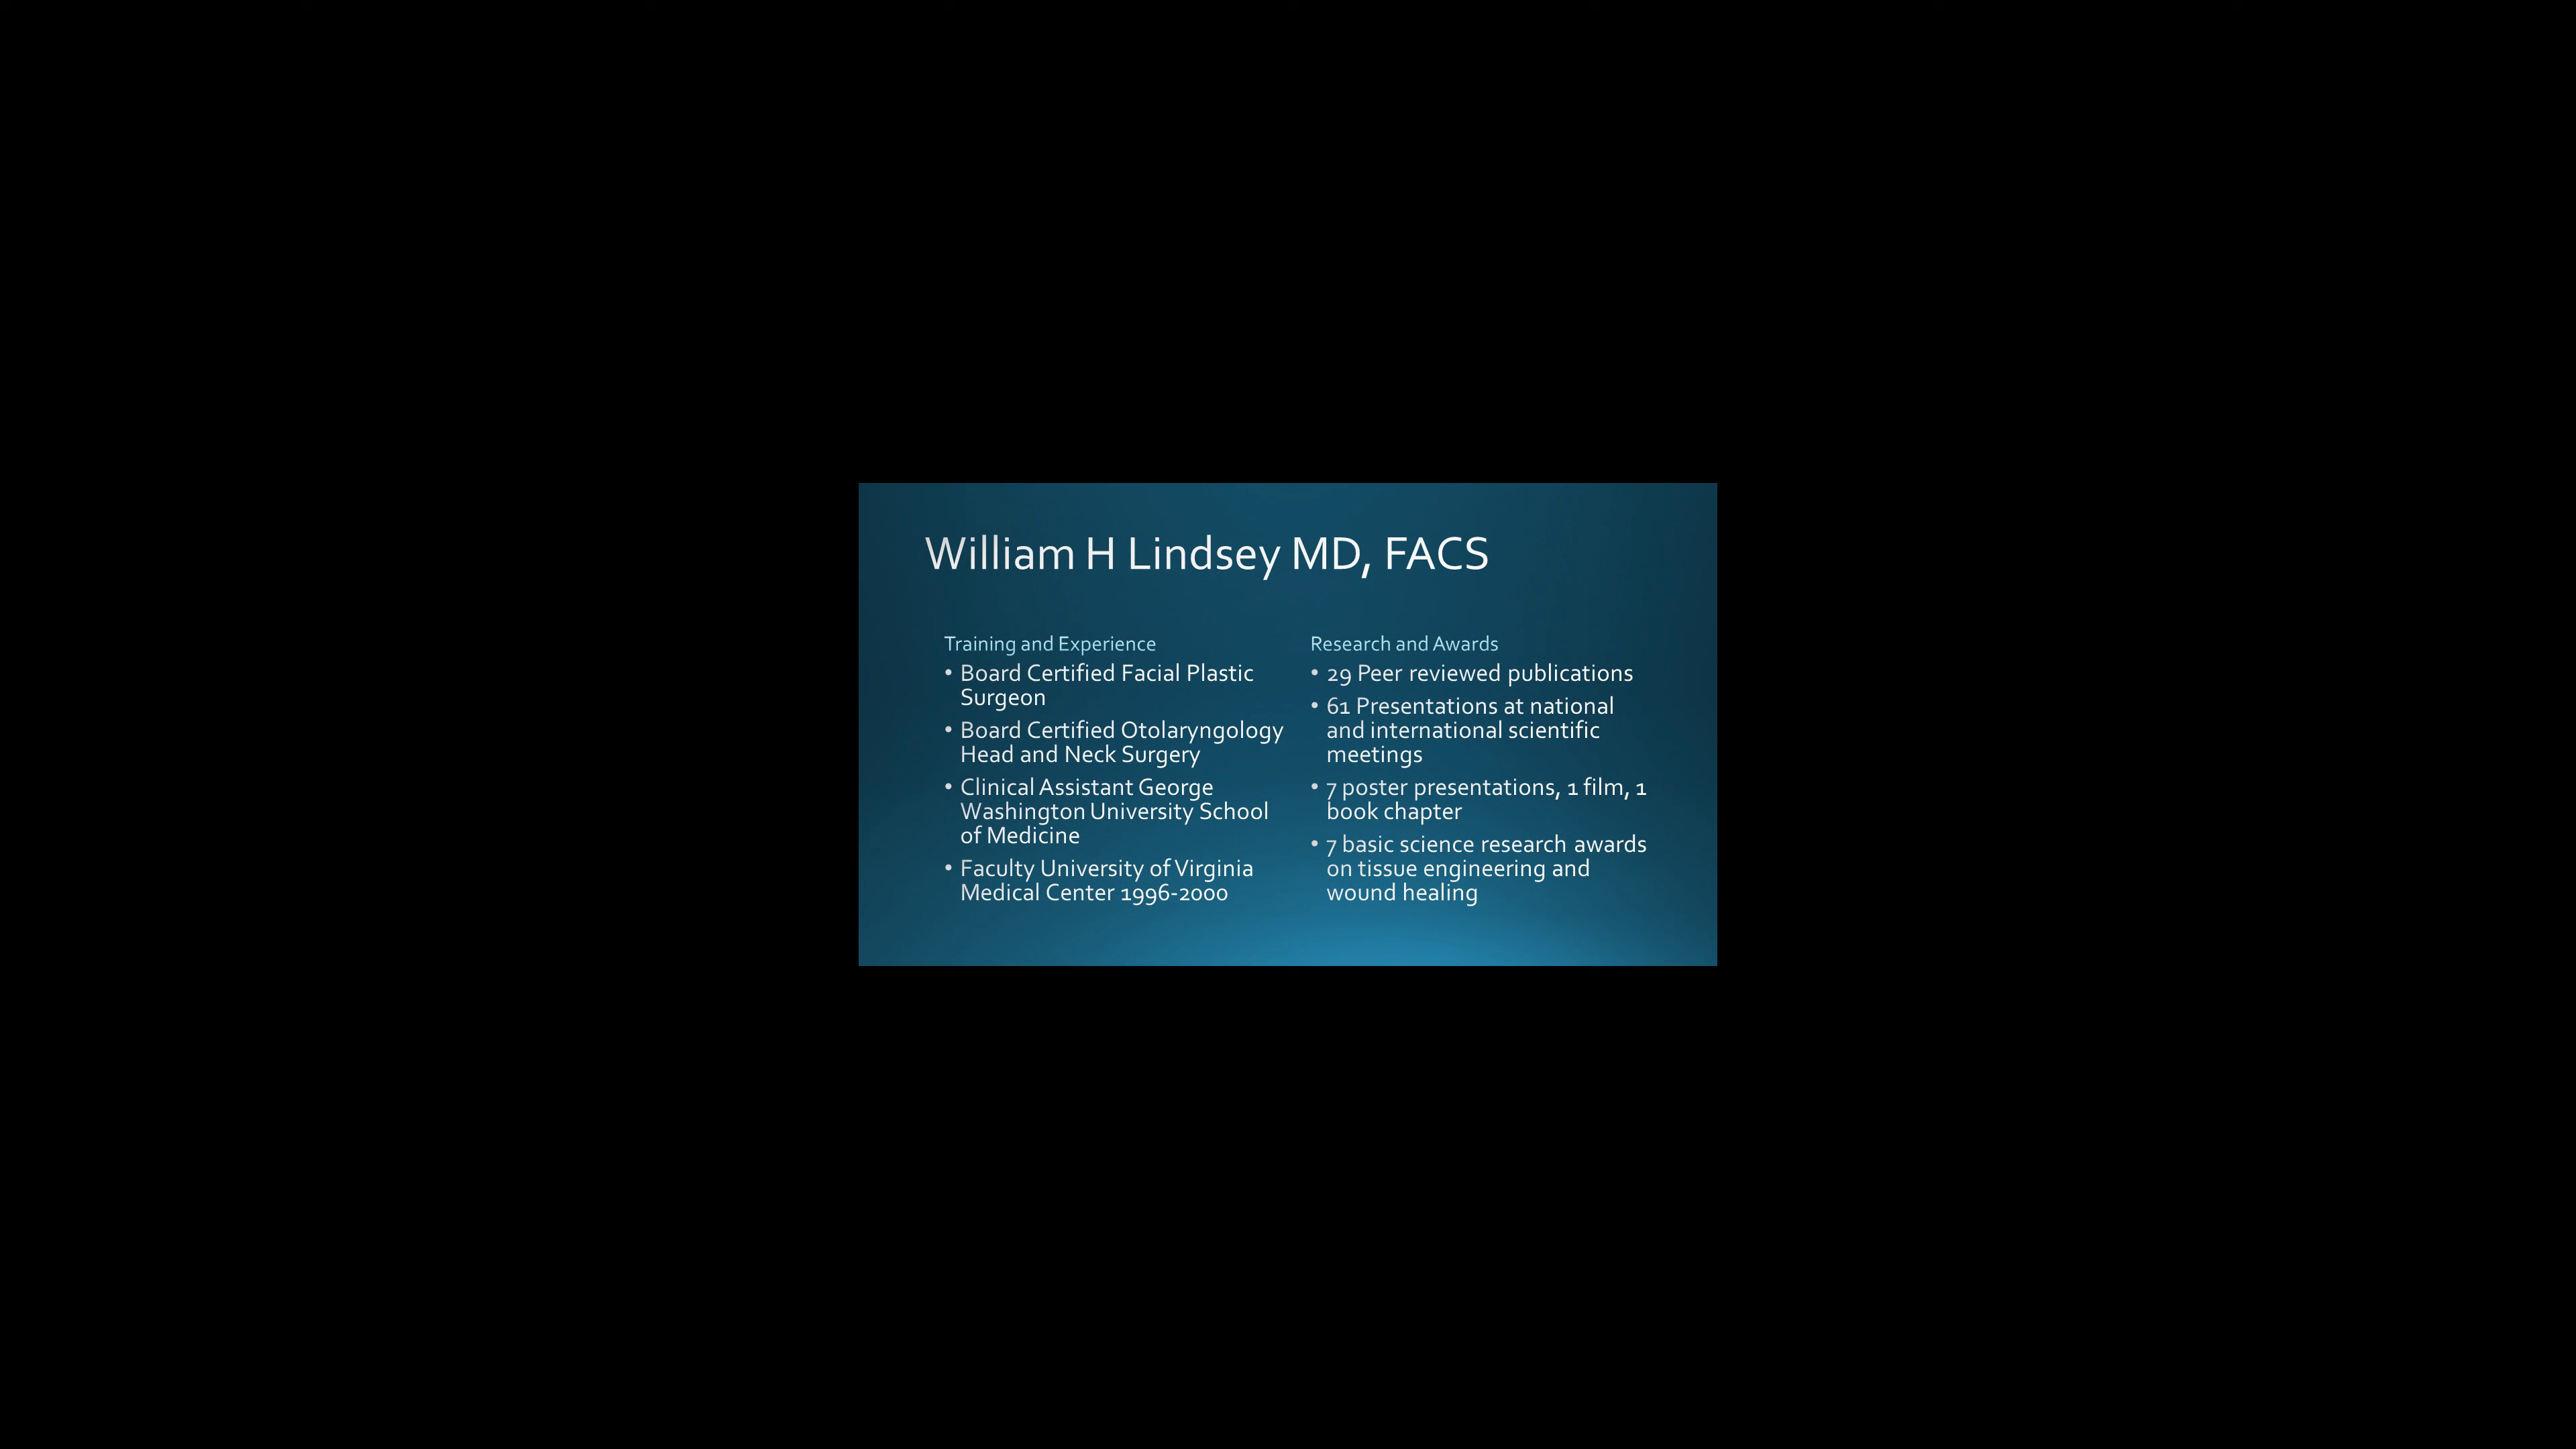 William H Lindsey MD, FACS
Training and Experience
• Board Certified Facial Plastic
Surgeon
• Board Certified Otolaryngology
Head and Neck Surgery
• Clinical Assistant George
Washington University School
of Medicine
• Faculty University of Virginia
Medical Center 1996-2000
Research and Awards
• 29 Peer reviewed publications
• 61 Presentations at national
and international scientific
meetings
• 7 poster presentations, 1 film, 1
book chapter
• 7 basic science research awards
on tissue engineering and
wound healing